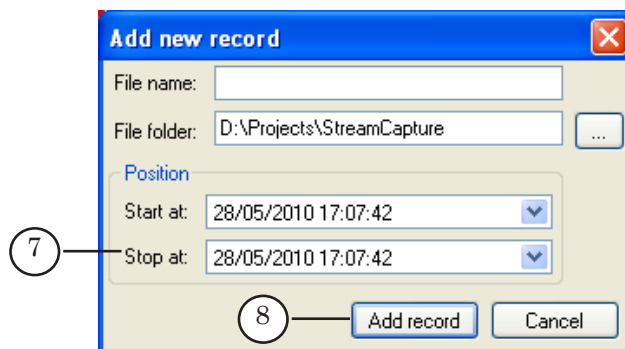 Add new record
File name:
File folder: D:\Projects\StreamCapture ...
Position
Start at: 28/05/2010 17:07:42
7 Stop at: 28/05/2010 17:07:42
8 Add record Cancel